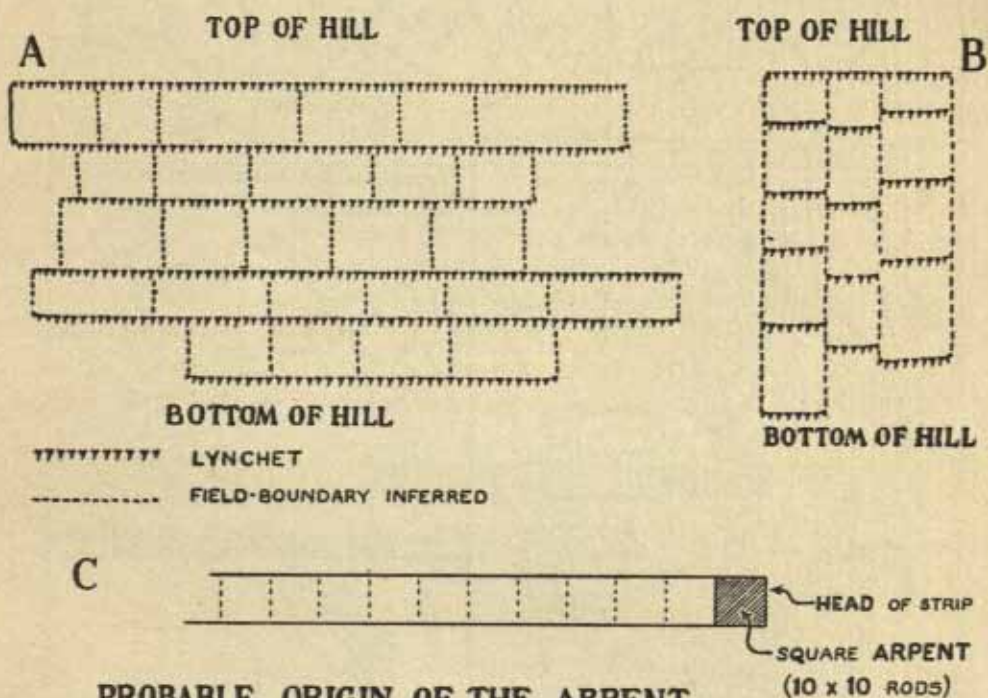 TOP OF HILL
TOP OF HILL
A
B
BOTTOM OF HILL
BOTTOM OF HILL
LYNCHET
FIELD-BOUNDARY INFERRED
C
HEAD OF STRIP
SQUARE ARPENT
(10 x 10 RODS)
PROBABLE ORIGIN OF THE ARPENT